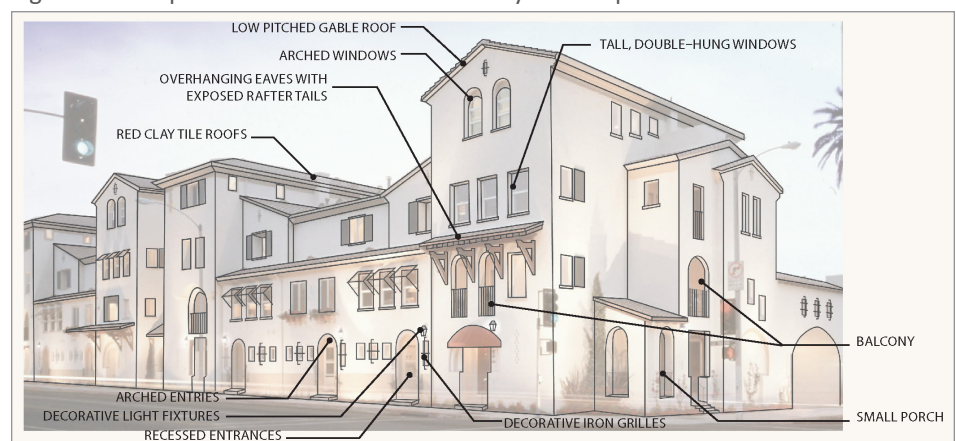 LOW PITCHED GABLE ROOF
ARCHED WINDOWS
TALL, DOUBLE-HUNG WINDOWS
OVERHANGING EAVES WITH
EXPOSED RAFTER TAILS
RED CLAY TILE ROOFS
BALCONY
ARCHED ENTRIES
DECORATIVE LIGHT FIXTURES
RECESSED ENTRANCES
DECORATIVE IRON GRILLES
SMALL PORCH